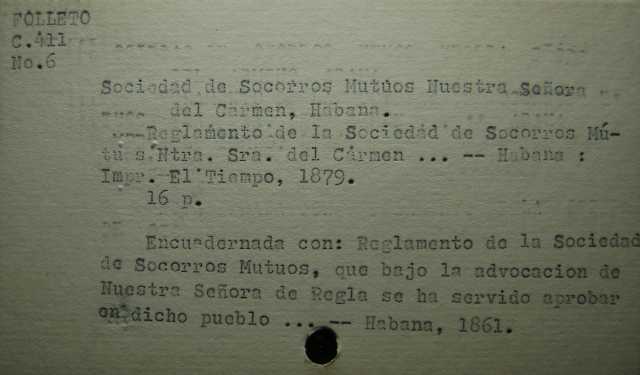 FOLLETO
C.411
No.6
Sociedad de Socorros Mutuos Nuestra Señora
del Carmen, Habana.
Reglamento de la Sociedad de Socorros Mú-
tuos Ntra. Sra. del Cármen ... -- Habana :
Impr. El Tiempo, 1879.
16 p.
Encuadernada con: Reglamento de la Sociedad
de Socorros Mutuos, que bajo la advocacion de
Nuestra Señora de Regla se ha servido aprobar
en dicho pueblo ... -- Habana, 1861.